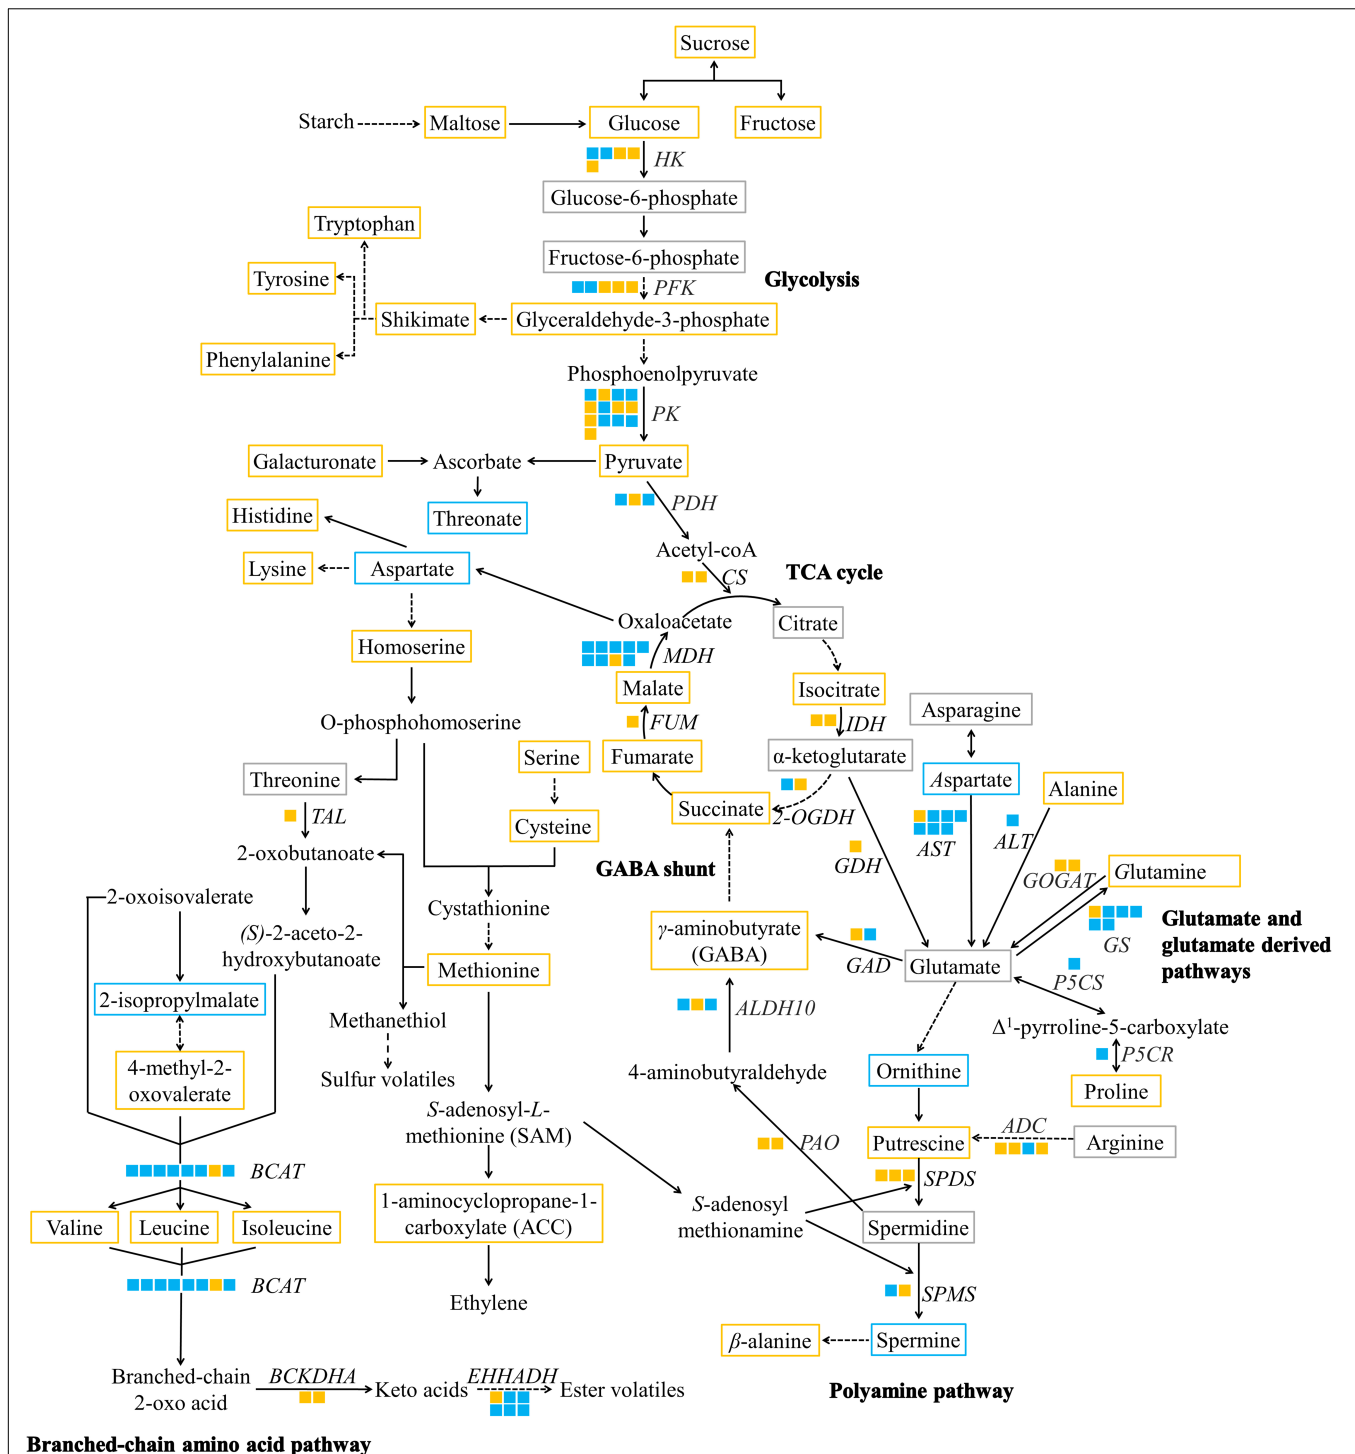 Sucrose
Starch
Maltose
Glucose
Fructose
HK
Glucose-6-phosphate
Tryptophan
Fructose-6-phosphate
Tyrosine
Glycolysis
PFK
Shikimate
Glyceraldehyde-3-phosphate
Phenylalanine
Phosphoenolpyruvate
PK
Galacturonate
Ascorbate
Pyruvate
PDH
Histidine
Threonate
Acetyl-coA
Lysine
Aspartate
CS
TCA cycle
Oxaloacetate
Citrate
Homoserine
MDH
Malate
Isocitrate
O-phosphohomoserine
FUM
IDH
Asparagine
Serine
Fumarate
α-ketoglutarate
Threonine
Aspartate
Alanine
Succinate
2-OGDH
TAL
Cysteine
AST
ALT
2-oxobutanoate
GDH
GABA shunt
GOGAT
Glutamine
2-oxoisovalerate
Cystathionine
(S)-2-aceto-2-
hydroxybutanoate
γ-aminobutyrate
(GABA)
GS
Glutamate and
glutamate derived
pathways
Methionine
GAD
Glutamate
P5CS
2-isopropylmalate
ALDH10
Methanethiol
Δ¹-pyrroline-5-carboxylate
P5CR
4-methyl-2-
oxovalerate
Sulfur volatiles
4-aminobutyraldehyde
Ornithine
Proline
S-adenosyl-L-
methionine (SAM)
PAO
Putrescine
ADC
Arginine
BCAT
SPDS
1-aminocyclopropane-1-
carboxylate (ACC)
S-adenosyl
methionamine
Valine
Leucine
Isoleucine
Spermidine
BCAT
SPMS
Ethylene
β-alanine
Spermine
Branched-chain
2-oxo acid
BCKDHA
Keto acids
EHHADH
Ester volatiles
Polyamine pathway
Branched-chain amino acid pathway